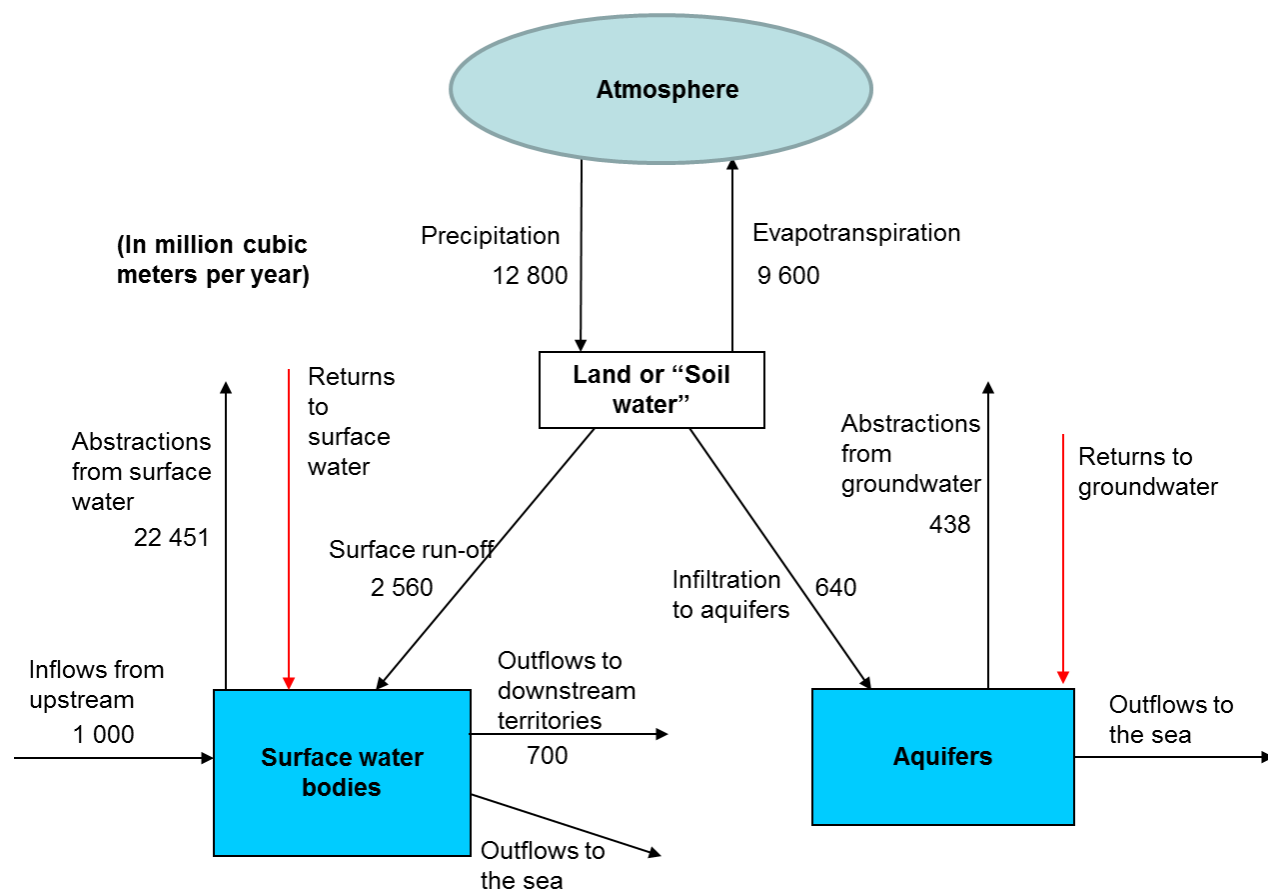 Atmosphere
(In million cubic
meters per year)
Precipitation
12 800
Evapotranspiration
9 600
Land or “Soil
water”
Returns
to
surface
water
Abstractions
from surface
water
22 451
Abstractions
from
groundwater
438
Returns to
groundwater
Surface run-off
2 560
Infiltration
to aquifers
640
Inflows from
upstream
1 000
Outflows to
downstream
territories
700
Surface water
bodies
Aquifers
Outflows to
the sea
Outflows to
the sea